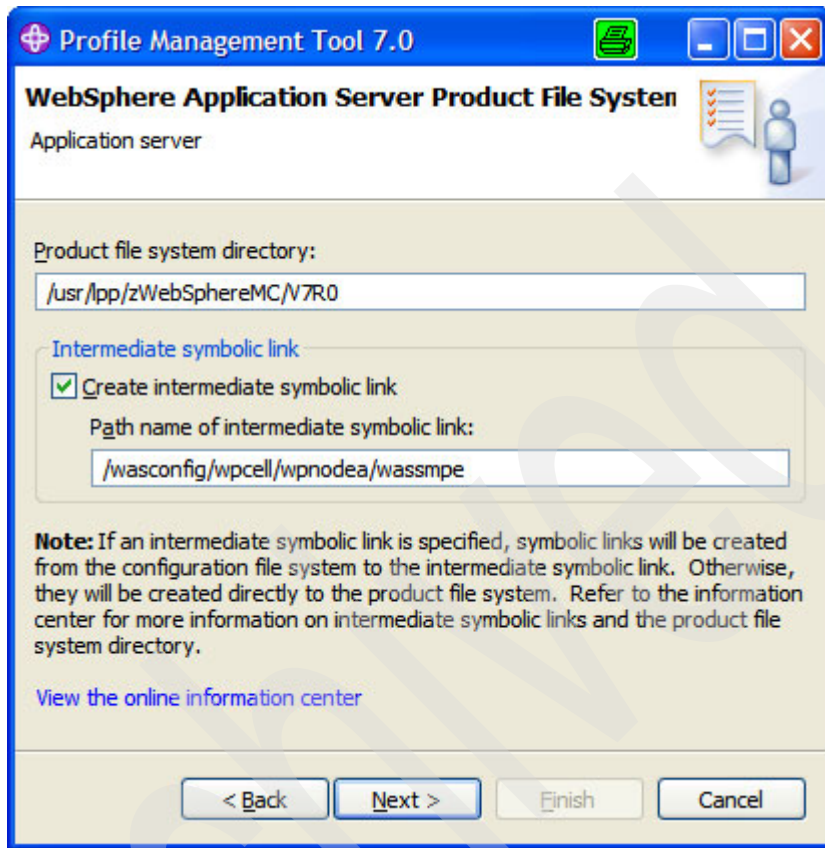 Profile Management Tool 7.0
WebSphere Application Server Product File System
Application server
Product file system directory:
/usr/lpp/zWebSphereMC/V7R0
Intermediate symbolic link
Create intermediate symbolic link
Path name of intermediate symbolic link:
/wasconfig/wpcell/wpnodea/wassmpe
Note: If an intermediate symbolic link is specified, symbolic links will be created
from the configuration file system to the intermediate symbolic link. Otherwise,
they will be created directly to the product file system. Refer to the information
center for more information on intermediate symbolic links and the product file
system directory.
View the online information center
< Back Next > Finish Cancel